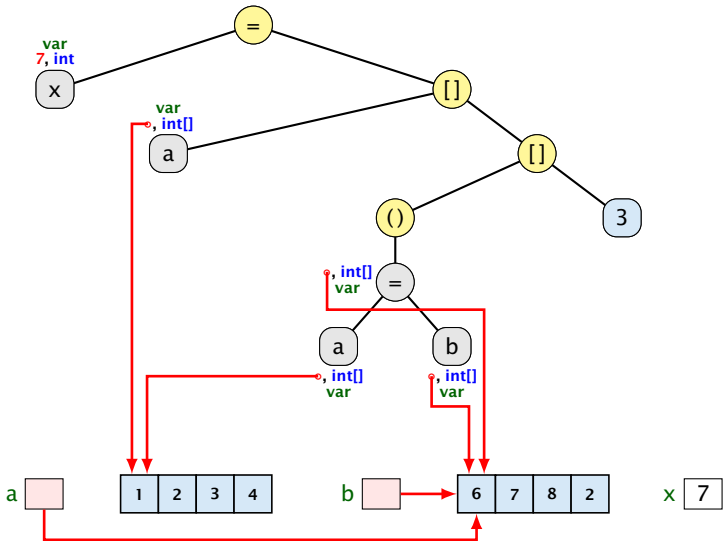 =
var
7, int
x
[]
var
, int[]
a
[]
()
3
, int[]
var
=
a
b
, int[]
var
, int[]
var
a
1 2 3 4
b
6 7 8 2
x 7